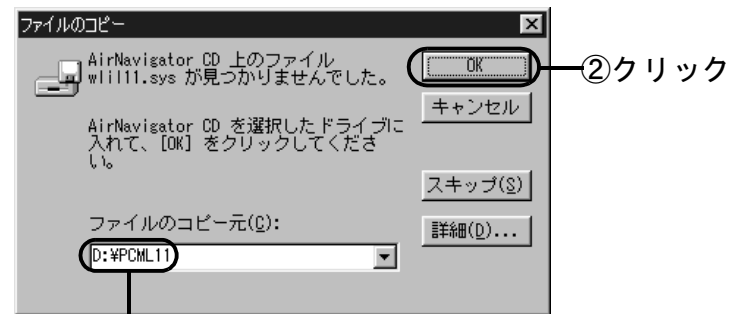 ファイルのコピー
AirNavigator CD 上のファイル
wlil11.sys が見つかりませんでした。
AirNavigator CD を選択したドライブに
入れて、[OK] をクリックしてくださ
い。
ファイルのコピー元(C):
D:¥PCML11
OK
キャンセル
スキップ(S)
詳細(D)...
②クリック